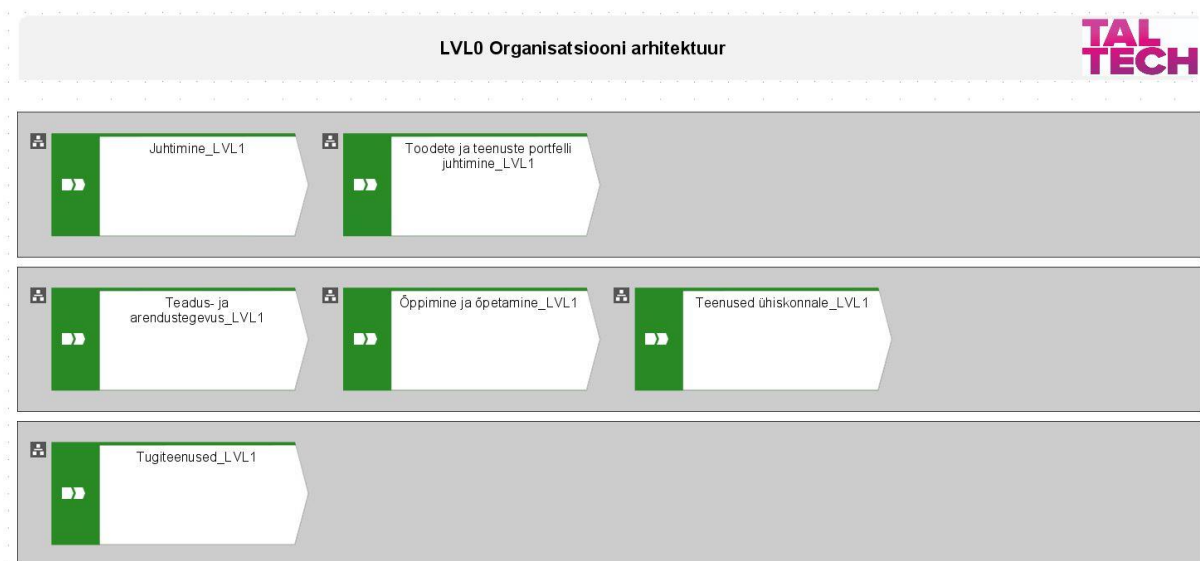 LVL0 Organisatsiooni arhitektuur
TAL
TECH
Juhtimine_LVL1
Toodete ja teenuste portfelli
juhtimine_LVL1
Teadus- ja
arendustegevus_LVL1
Õppimine ja õpetamine_LVL1
Teenused ühiskonnale_LVL1
Tugiteenused_LVL1